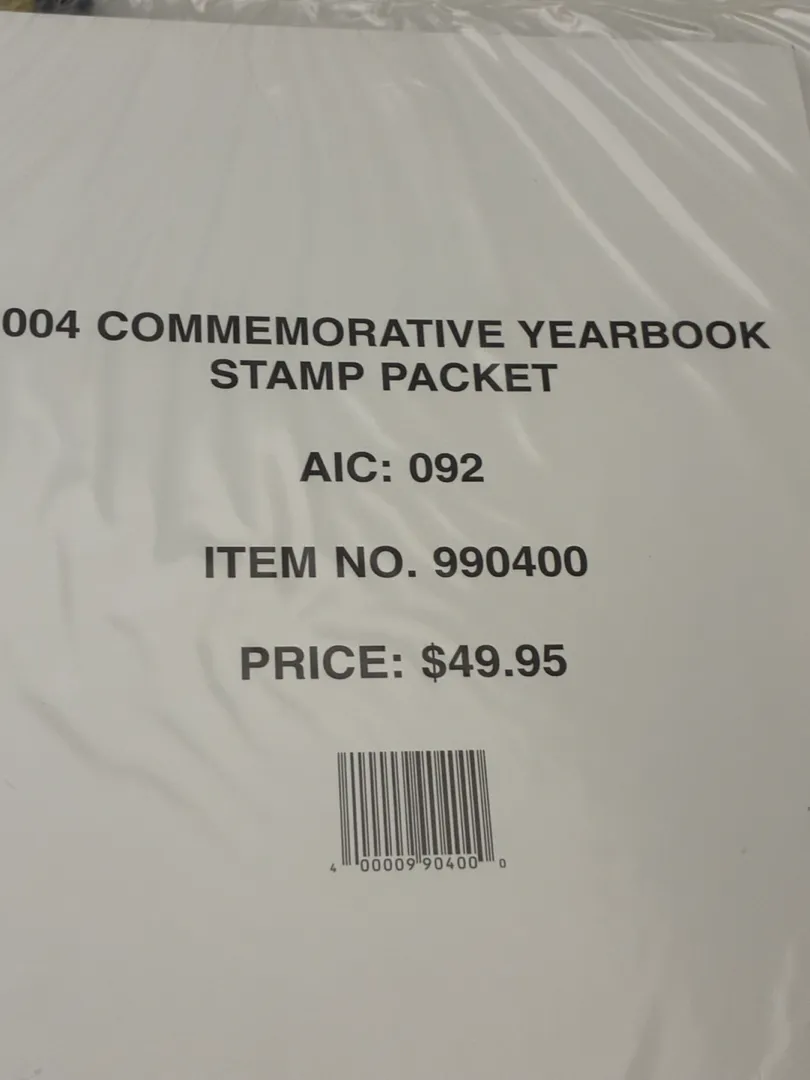 004 COMMEMORATIVE YEARBOOK
STAMP PACKET
AIC: 092
ITEM NO. 990400
PRICE: $49.95
4 00009 90400 0